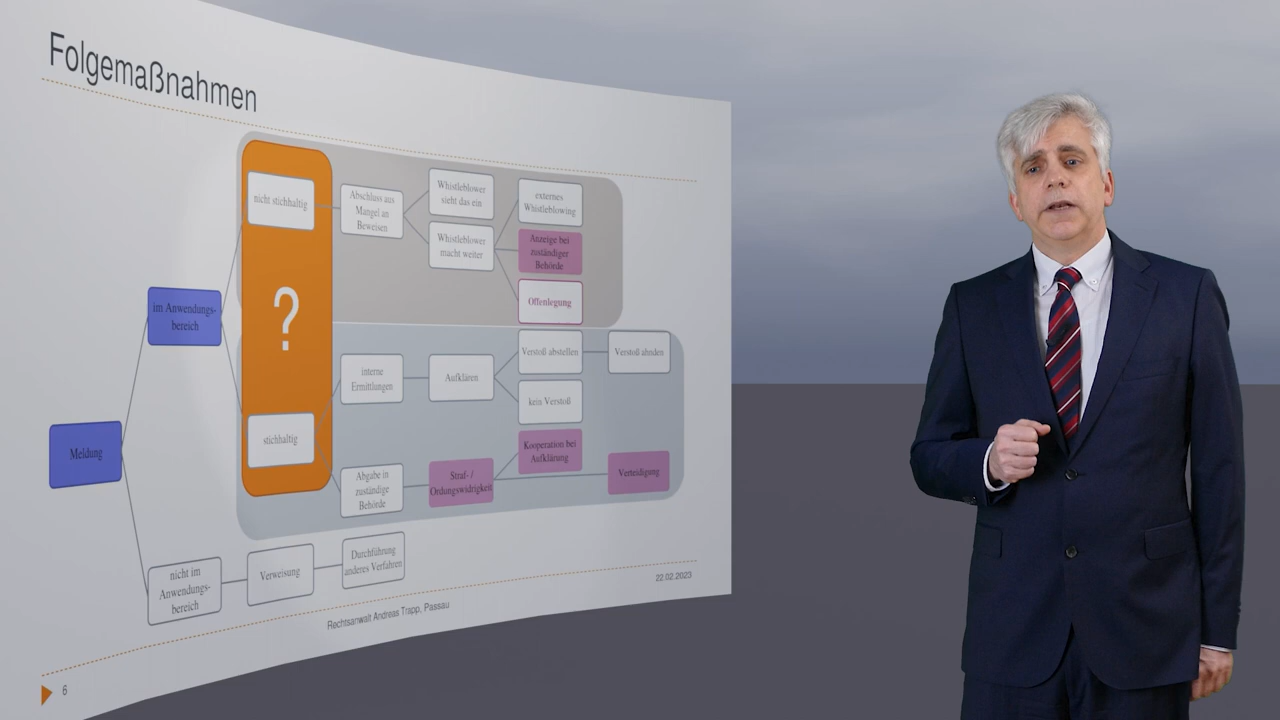 Folgemaßnahmen
nicht stichhaltig
Abschluss aus
Mangel an
Beweisen
Whistleblower
sieht das ein
Whistleblower
macht weiter
externes
Whistleblowing
Anzeige bei
zuständiger
Behörde
Offenlegung
im Anwendungs-
bereich
?
interne
Ermittlungen
Aufklären
Verstoß abstellen
Verstoß ahnden
kein Verstoß
Meldung
stichhaltig
Abgabe in
zuständige
Behörde
Straf- /
Ordungswidrigkeit
Kooperation bei
Aufklärung
Verteidigung
nicht im
Anwendungs-
bereich
Verweisung
Durchführung
anderes Verfahren
22.02.2023
Rechtsanwalt Andreas Trapp, Passau
6